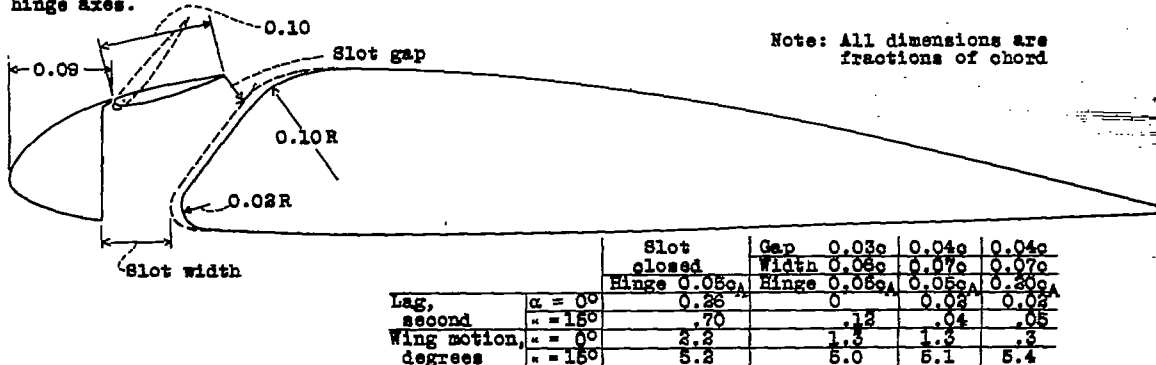 hinge axes.
0.10
Slot gap
Note: All dimensions are
fractions of chord
0.09
0.10R
0.02R
Slot width
Slot closed Gap 0.03c 0.04c 0.04c
Width 0.06c 0.07c 0.07c
Hinge 0.05cA Hinge 0.05cA 0.05cA 0.20cA
Lag, second α = 0° 0.26 0 0.02 0.02
" = 15° .70 .12 .04 .05
Wing motion, degrees " = 0° 2.2 1.3 1.3 .3
" = 15° 5.2 5.0 5.1 5.4